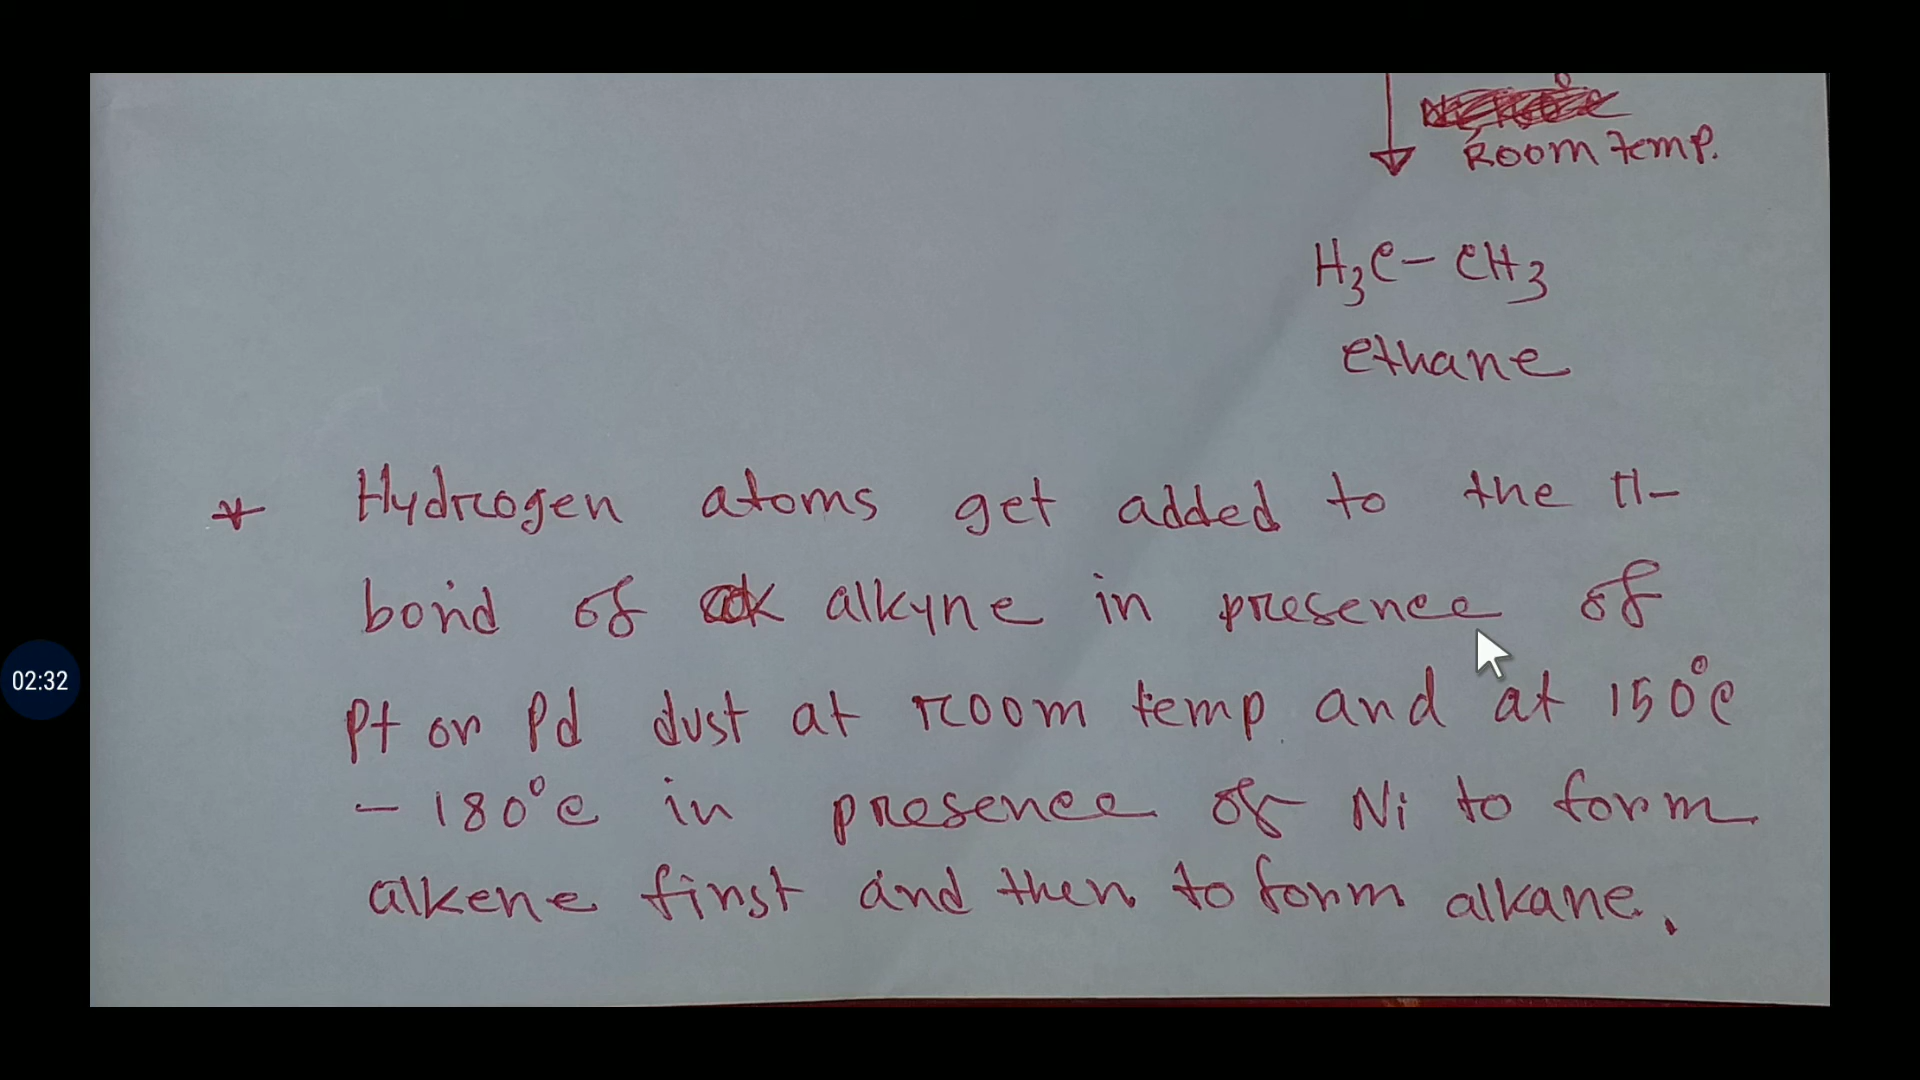 Room temp.
H₃C – CH₃
ethane
* Hydrogen atoms get added to the π-
bond of alkyne in presence of
02:32
Pt or Pd dust at room temp and at 150°C
– 180°C in presence of Ni to form
alkene first and then to form alkane.